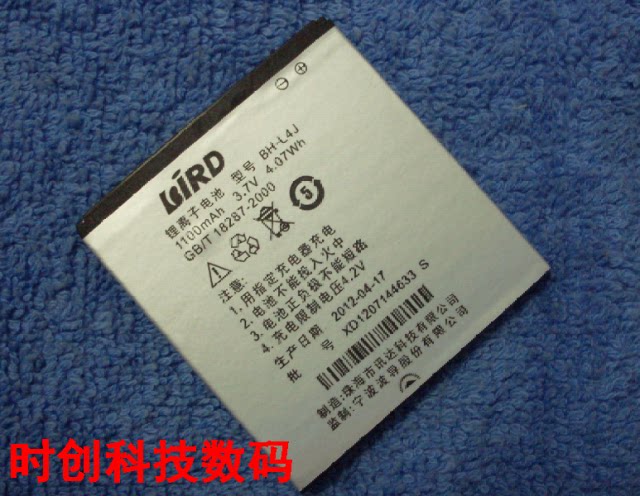 BIRD
锂离子电池 型号 BH-L4J
1100mAh 3.7V 4.07Wh
GB/T 18287-2000
5
注意
1.用指定充电器充电
2.电池不能投入火中
3.电池正负极不能短路
4.充电限制电压4.2V
生产日期 2012-04-17
批 号 XD1207144633 S
制造:珠海市讯达科技有限公司
监制:宁波波导股份有限公司
时创科技数码